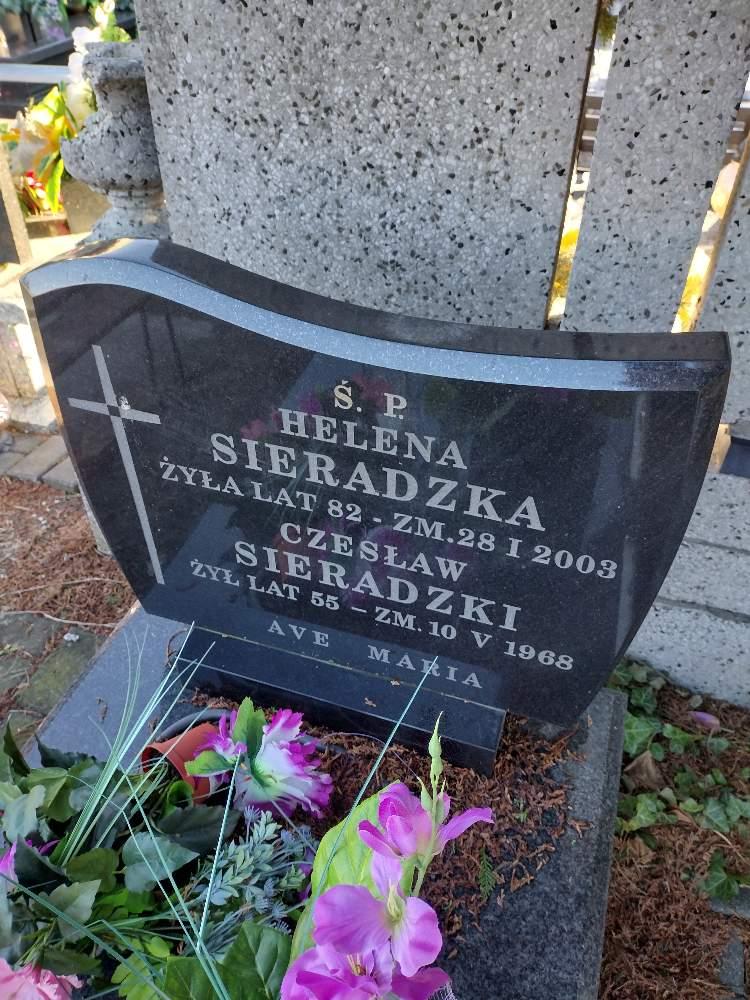 Ś. P.
HELENA
SIERADZKA
ŻYŁA LAT 82 - ZM. 28 I 2003
CZESŁAW
SIERADZKI
ŻYŁ LAT 55 - ZM. 10 V 1968
AVE MARIA